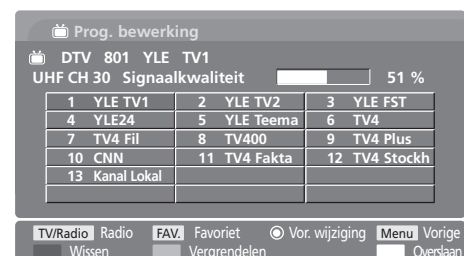 Prog. bewerking
DTV 801 YLE TV1
UHF CH 30 Signaalkwaliteit 51 %
1 YLE TV1 2 YLE TV2 3 YLE FST
4 YLE24 5 YLE Teema 6 TV4
7 TV4 Fil 8 TV400 9 TV4 Plus
10 CNN 11 TV4 Fakta 12 TV4 Stockh
13 Kanal Lokal
TV/Radio Radio FAV. Favoriet Vor. wijziging Menu Vorige
Wissen Vergrendelen Overslaan